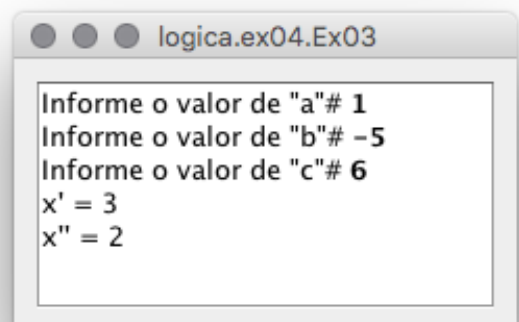 logica.ex04.Ex03
Informe o valor de "a"# 1
Informe o valor de "b"# -5
Informe o valor de "c"# 6
x' = 3
x" = 2